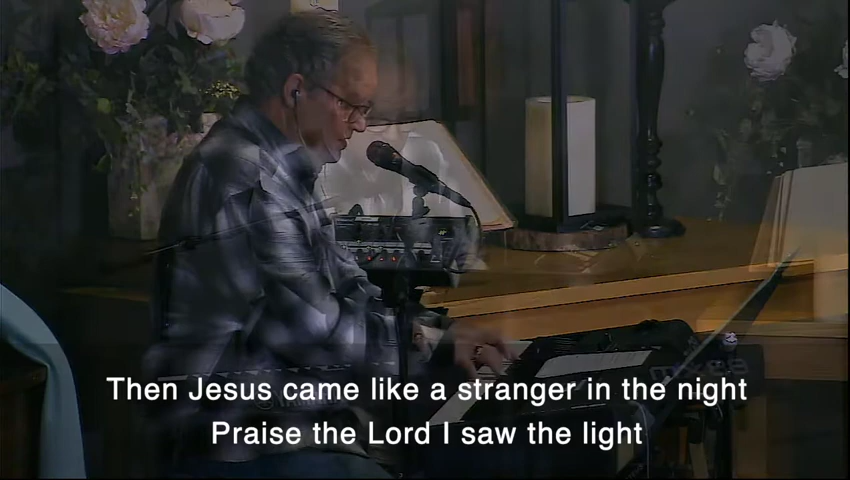 Then Jesus came like a stranger in the night
Praise the Lord I saw the light